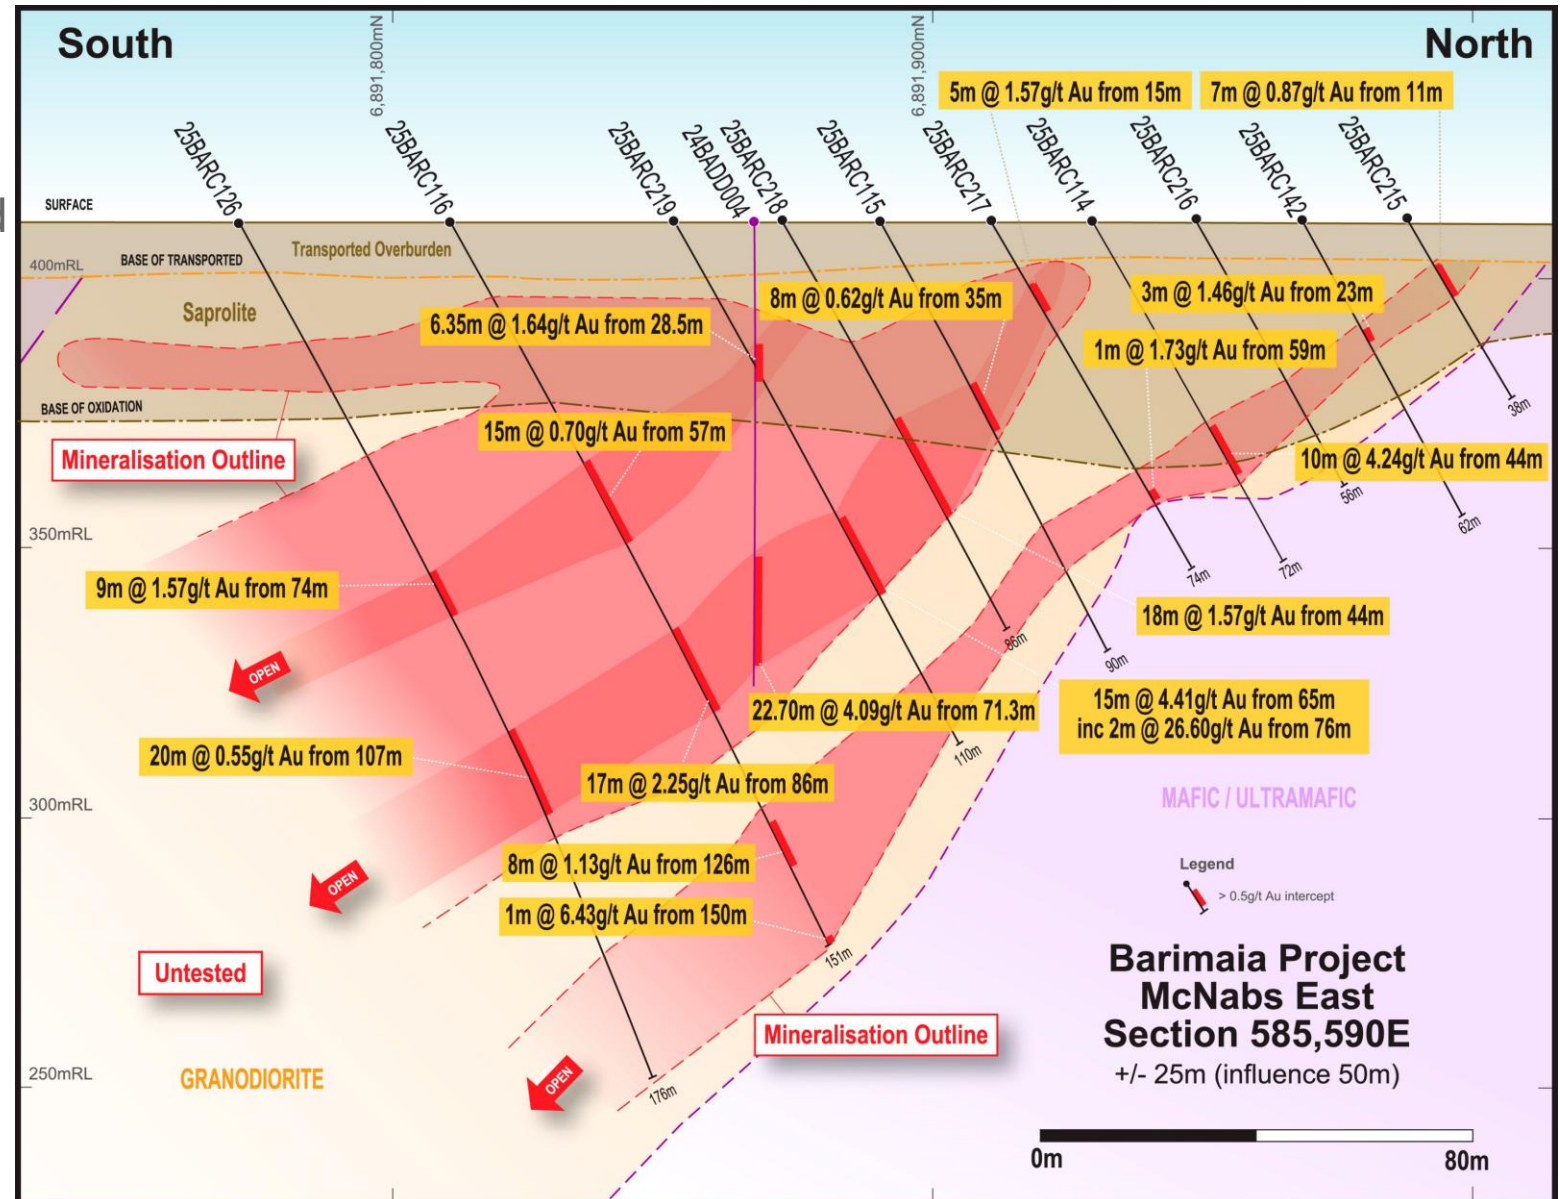 South
North
6,891,800mN
6,891,900mN
5m @ 1.57g/t Au from 15m
7m @ 0.87g/t Au from 11m
25BARC126
25BARC116
25BARC219
24BADD004
25BARC218
25BARC115
25BARC217
25BARC114
25BARC216
25BARC142
25BARC215
SURFACE
Transported Overburden
BASE OF TRANSPORTED
400mRL
Saprolite
8m @ 0.62g/t Au from 35m
3m @ 1.46g/t Au from 23m
6.35m @ 1.64g/t Au from 28.5m
1m @ 1.73g/t Au from 59m
BASE OF OXIDATION
38m
15m @ 0.70g/t Au from 57m
Mineralisation Outline
10m @ 4.24g/t Au from 44m
56m
62m
350mRL
74m
72m
9m @ 1.57g/t Au from 74m
18m @ 1.57g/t Au from 44m
86m
90m
OPEN
15m @ 4.41g/t Au from 65m
inc 2m @ 26.60g/t Au from 76m
22.70m @ 4.09g/t Au from 71.3m
110m
20m @ 0.55g/t Au from 107m
17m @ 2.25g/t Au from 86m
300mRL
MAFIC / ULTRAMAFIC
8m @ 1.13g/t Au from 126m
OPEN
Legend
> 0.5g/t Au intercept
1m @ 6.43g/t Au from 150m
151m
Untested
Barimaia Project
McNabs East
Section 585,590E
+/- 25m (influence 50m)
Mineralisation Outline
250mRL
GRANODIORITE
OPEN
176m
0m
80m